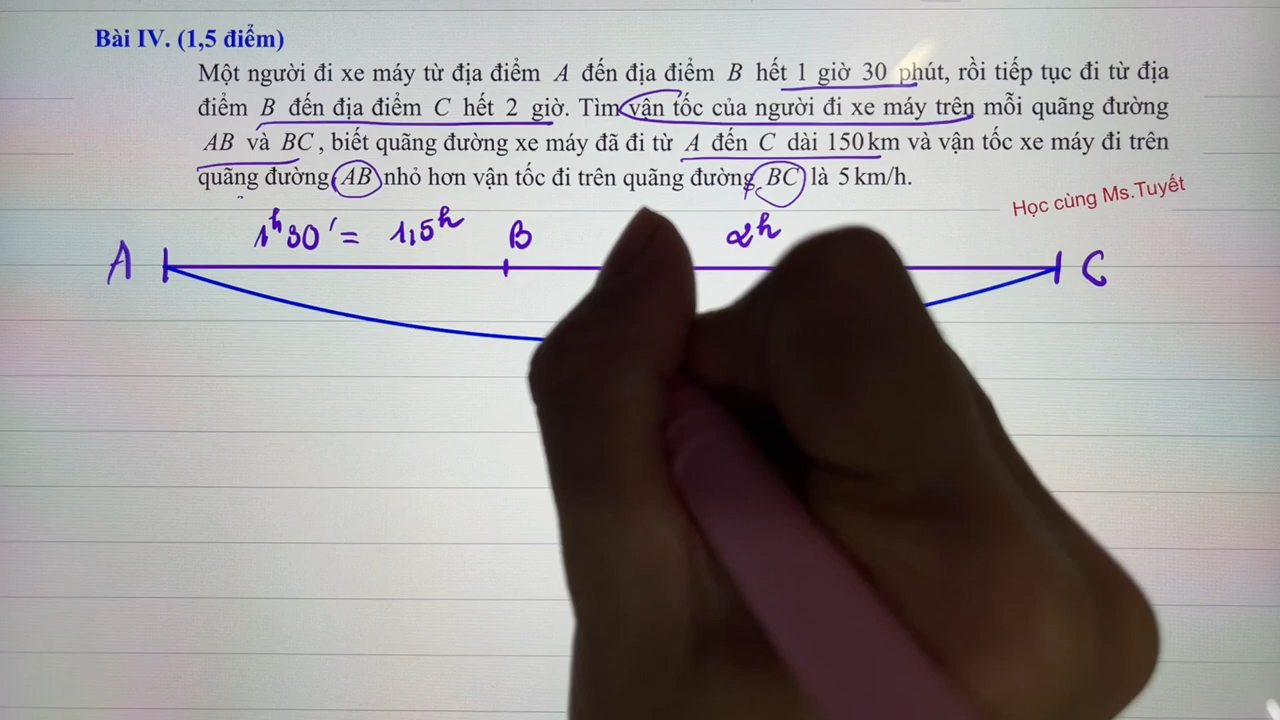 Bài IV. (1,5 điểm)
Một người đi xe máy từ địa điểm A đến địa điểm B hết 1 giờ 30 phút, rồi tiếp tục đi từ địa
điểm B đến địa điểm C hết 2 giờ. Tìm vận tốc của người đi xe máy trên mỗi quãng đường
AB và BC, biết quãng đường xe máy đã đi từ A đến C dài 150 km và vận tốc xe máy đi trên
quãng đường AB nhỏ hơn vận tốc đi trên quãng đường BC là 5 km/h.
Học cùng Ms.Tuyết
1h30' = 1,5h B 2h
A C